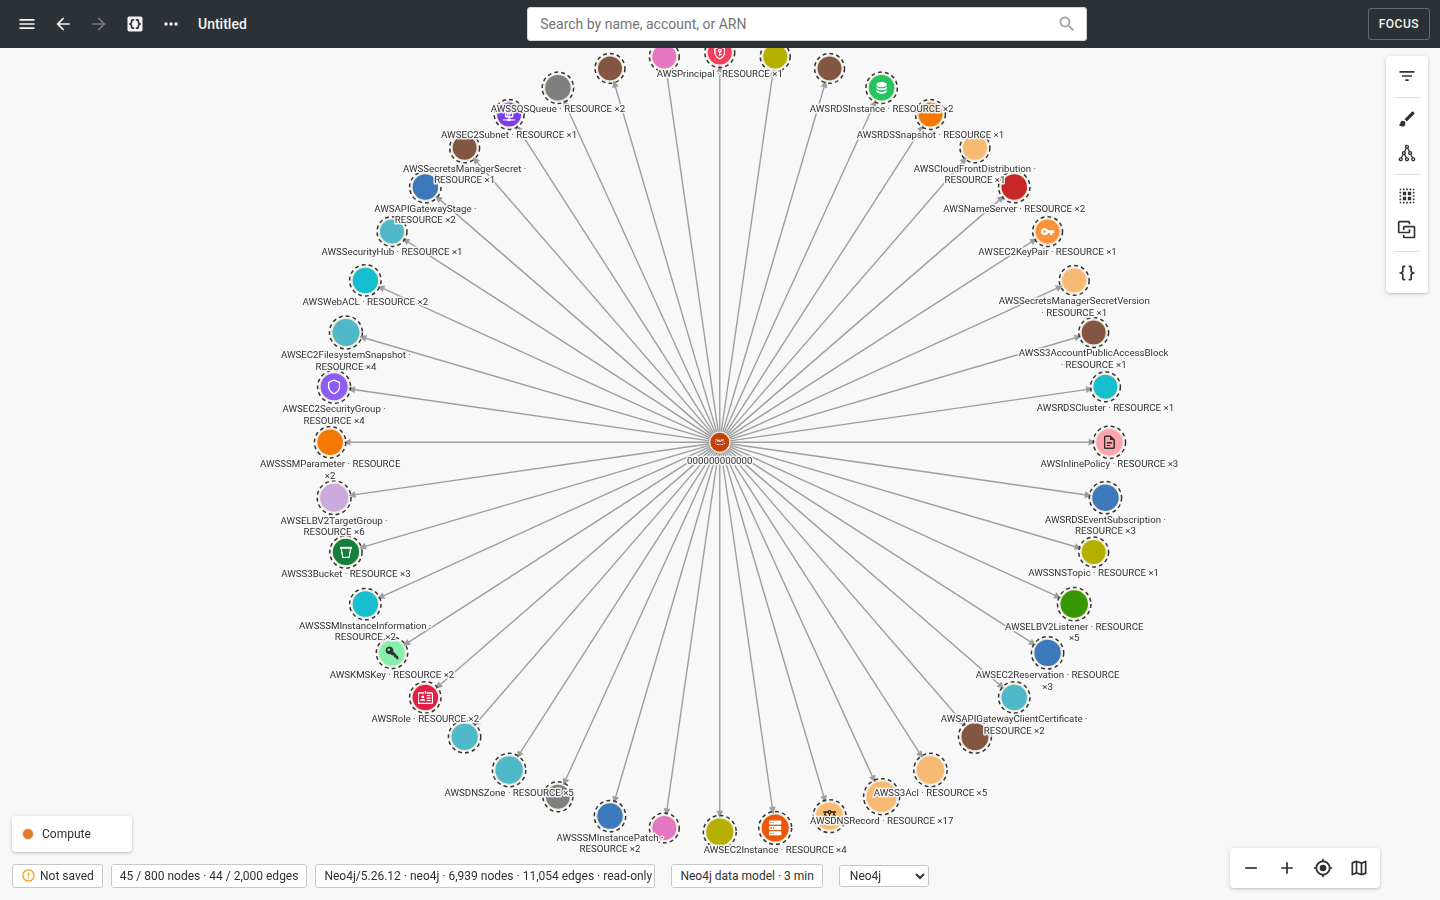 Untitled
Search by name, account, or ARN
FOCUS
AWSPrincipal · RESOURCE ×1
AWSSQSQueue · RESOURCE ×2
AWSRDSInstance · RESOURCE ×2
AWSEC2Subnet · RESOURCE ×1
AWSRDSSnapshot · RESOURCE ×1
AWSSecretsManagerSecret ·
RESOURCE ×1
AWSCloudFrontDistribution ·
RESOURCE ×1
AWSAPIGatewayStage ·
RESOURCE ×2
AWSNameServer · RESOURCE ×2
AWSSecurityHub · RESOURCE ×1
AWSEC2KeyPair · RESOURCE ×1
AWSWebACL · RESOURCE ×2
AWSSecretsManagerSecretVersion
· RESOURCE ×1
AWSEC2FilesystemSnapshot ·
RESOURCE ×4
AWSS3AccountPublicAccessBlock
· RESOURCE ×1
AWSEC2SecurityGroup ·
RESOURCE ×4
AWSRDSCluster · RESOURCE ×1
000000000000
AWSSSMParameter · RESOURCE
×2
AWSInlinePolicy · RESOURCE ×3
AWSELBV2TargetGroup ·
RESOURCE ×6
AWSRDSEventSubscription ·
RESOURCE ×3
AWSS3Bucket · RESOURCE ×3
AWSSNSTopic · RESOURCE ×1
AWSSSMInstanceInformation ·
RESOURCE ×2
AWSELBV2Listener · RESOURCE
×5
AWSKMSKey · RESOURCE ×2
AWSEC2Reservation · RESOURCE
×3
AWSRole · RESOURCE ×2
AWSAPIGatewayClientCertificate ·
RESOURCE ×2
AWSDNSZone · RESOURCE ×5
AWSS3Acl · RESOURCE ×5
AWSDNSRecord · RESOURCE ×17
AWSSSMInstancePatch ·
RESOURCE ×2
AWSEC2Instance · RESOURCE ×4
Compute
Not saved
45 / 800 nodes · 44 / 2,000 edges
Neo4j/5.26.12 · neo4j · 6,939 nodes · 11,054 edges · read-only
Neo4j data model · 3 min
Neo4j